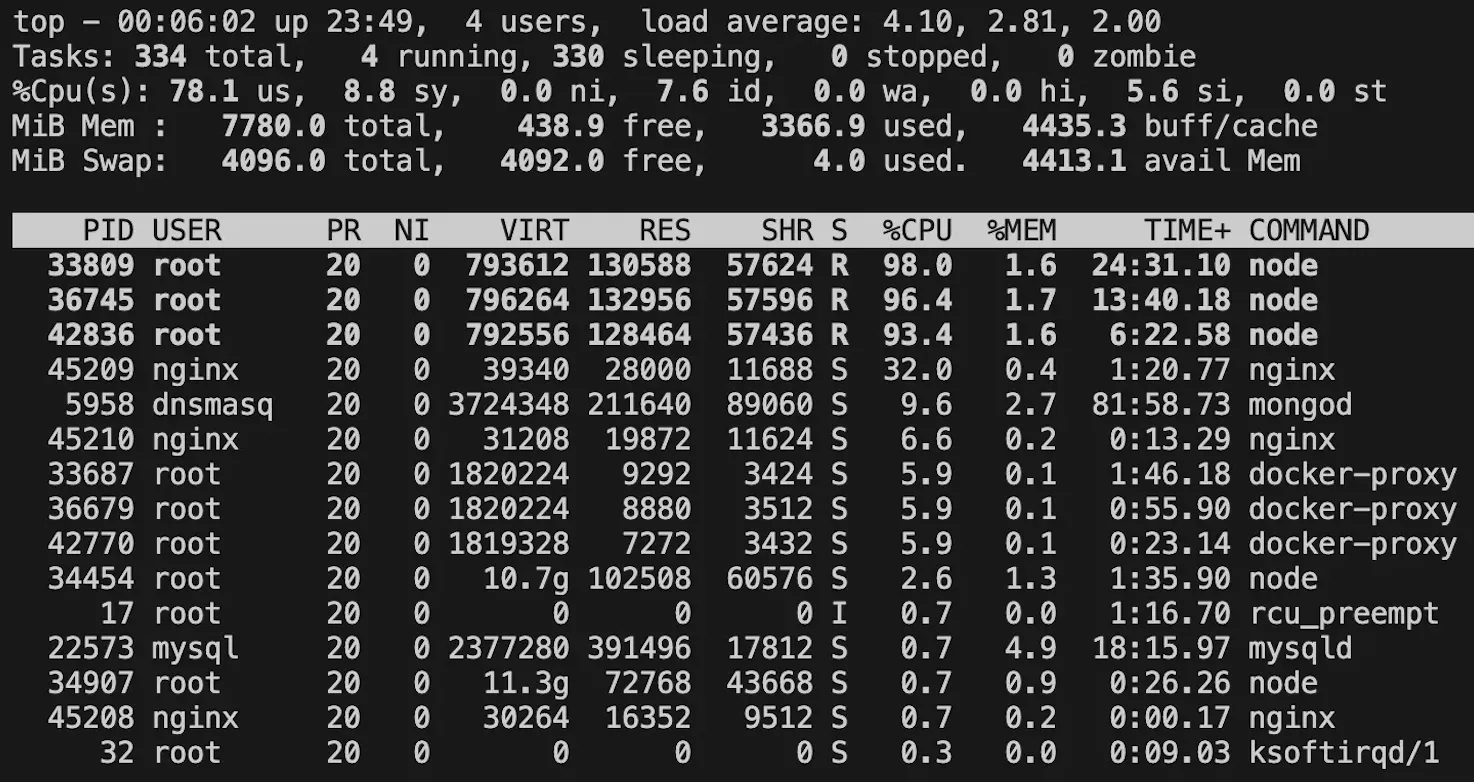 top - 00:06:02 up 23:49,  4 users,  load average: 4.10, 2.81, 2.00
Tasks: 334 total,   4 running, 330 sleeping,   0 stopped,   0 zombie
%Cpu(s): 78.1 us,  8.8 sy,  0.0 ni,  7.6 id,  0.0 wa,  0.0 hi,  5.6 si,  0.0 st
MiB Mem :   7780.0 total,    438.9 free,   3366.9 used,   4435.3 buff/cache
MiB Swap:   4096.0 total,   4092.0 free,      4.0 used.   4413.1 avail Mem
    PID USER      PR  NI    VIRT    RES    SHR S  %CPU  %MEM     TIME+ COMMAND
  33809 root      20   0  793612 130588  57624 R  98.0   1.6  24:31.10 node
  36745 root      20   0  796264 132956  57596 R  96.4   1.7  13:40.18 node
  42836 root      20   0  792556 128464  57436 R  93.4   1.6   6:22.58 node
  45209 nginx     20   0   39340  28000  11688 S  32.0   0.4   1:20.77 nginx
   5958 dnsmasq   20   0 3724348 211640  89060 S   9.6   2.7  81:58.73 mongod
  45210 nginx     20   0   31208  19872  11624 S   6.6   0.2   0:13.29 nginx
  33687 root      20   0 1820224   9292   3424 S   5.9   0.1   1:46.18 docker-proxy
  36679 root      20   0 1820224   8880   3512 S   5.9   0.1   0:55.90 docker-proxy
  42770 root      20   0 1819328   7272   3432 S   5.9   0.1   0:23.14 docker-proxy
  34454 root      20   0   10.7g 102508  60576 S   2.6   1.3   1:35.90 node
     17 root      20   0       0      0      0 I   0.7   0.0   1:16.70 rcu_preempt
  22573 mysql     20   0 2377280 391496  17812 S   0.7   4.9  18:15.97 mysqld
  34907 root      20   0   11.3g  72768  43668 S   0.7   0.9   0:26.26 node
  45208 nginx     20   0   30264  16352   9512 S   0.7   0.2   0:00.17 nginx
     32 root      20   0       0      0      0 S   0.3   0.0   0:09.03 ksoftirqd/1